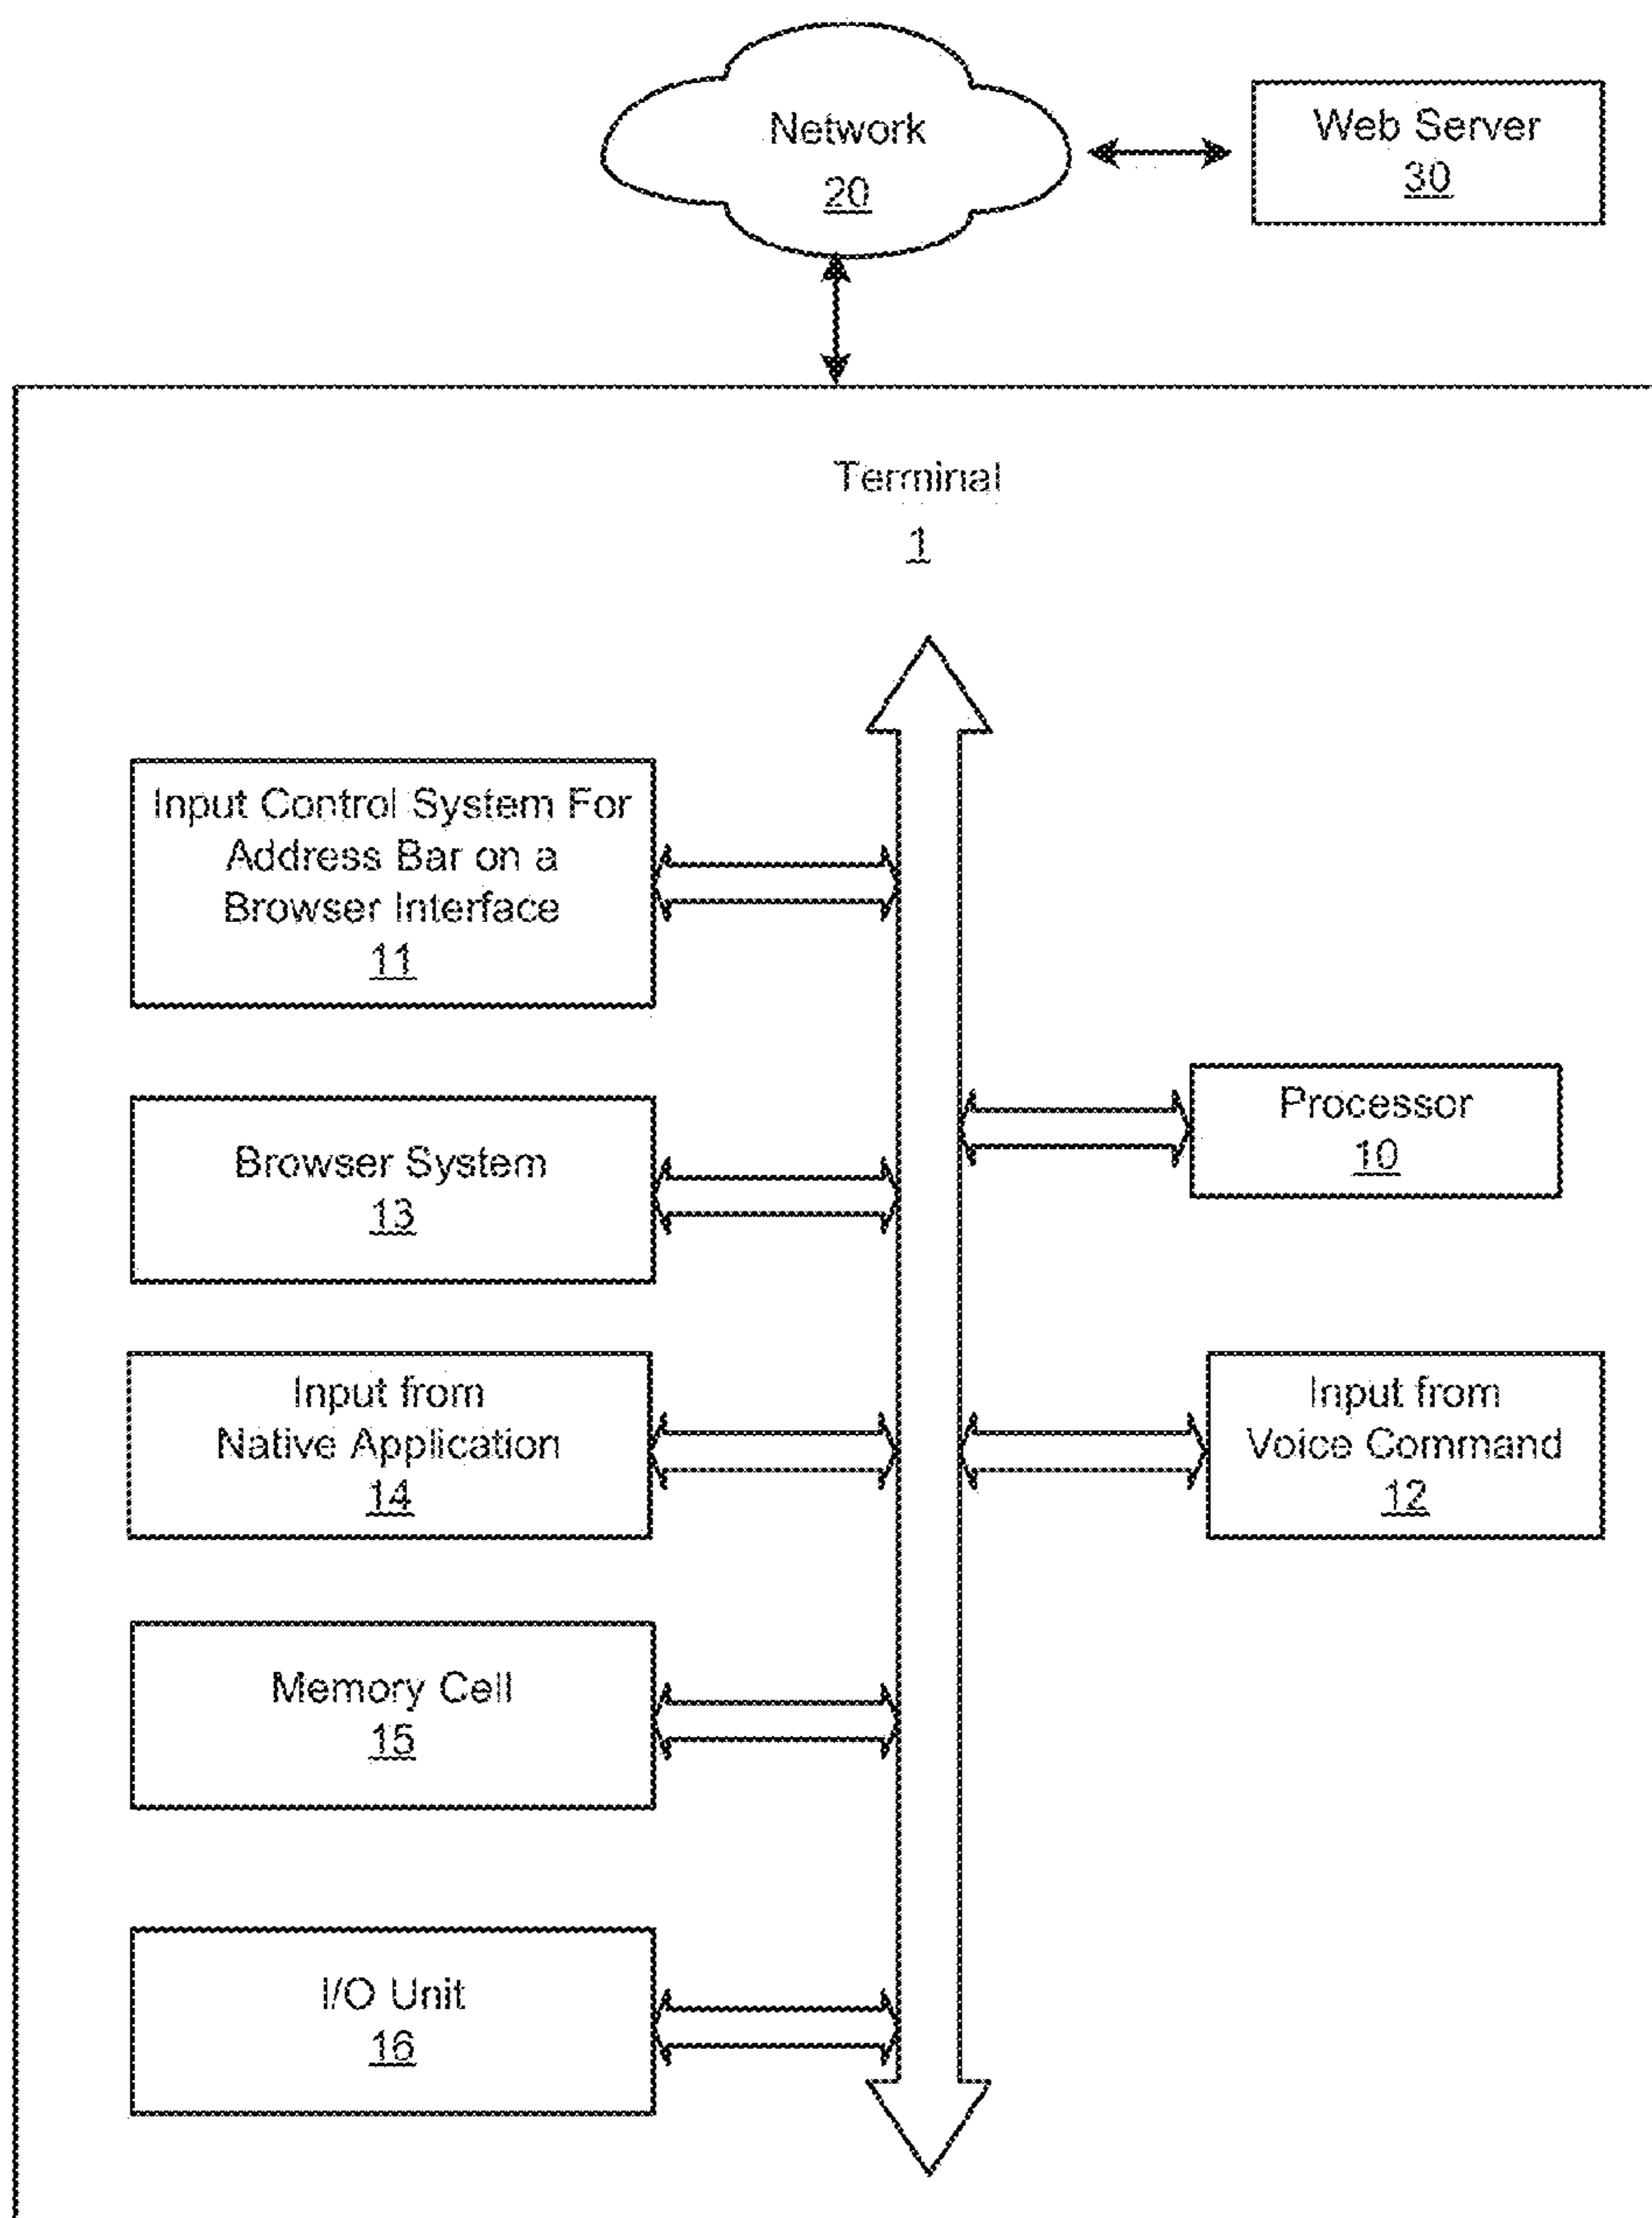 Network
20
Web Server
30
Terminal
1
Input Control System For
Address Bar on a
Browser Interface
11
Processor
10
Browser System
13
Input from
Native Application
14
Input from
Voice Command
12
Memory Cell
15
I/O Unit
16